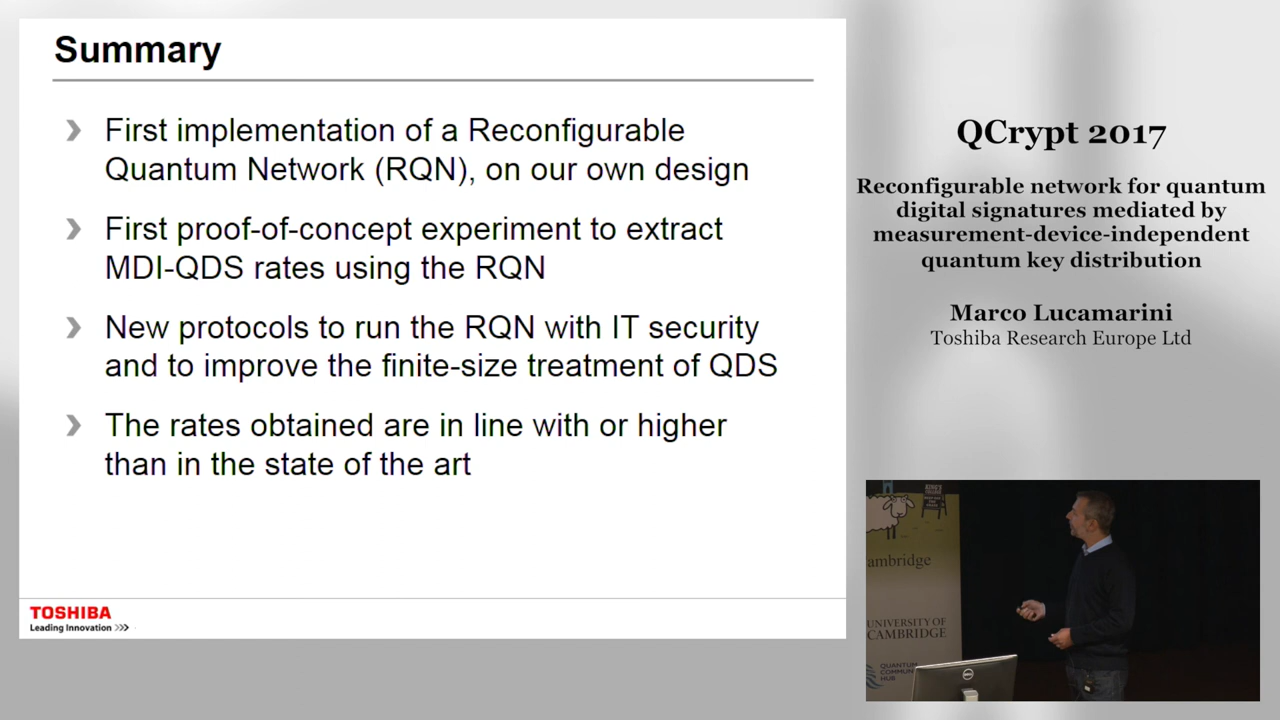 Summary
› First implementation of a Reconfigurable
Quantum Network (RQN), on our own design
› First proof-of-concept experiment to extract
MDI-QDS rates using the RQN
› New protocols to run the RQN with IT security
and to improve the finite-size treatment of QDS
› The rates obtained are in line with or higher
than in the state of the art
TOSHIBA
Leading Innovation >>>
QCrypt 2017
Reconfigurable network for quantum
digital signatures mediated by
measurement-device-independent
quantum key distribution
Marco Lucamarini
Toshiba Research Europe Ltd
ambridge
UNIVERSITY OF
CAMBRIDGE
QUANTUM
COMMUN
HUB
DELL